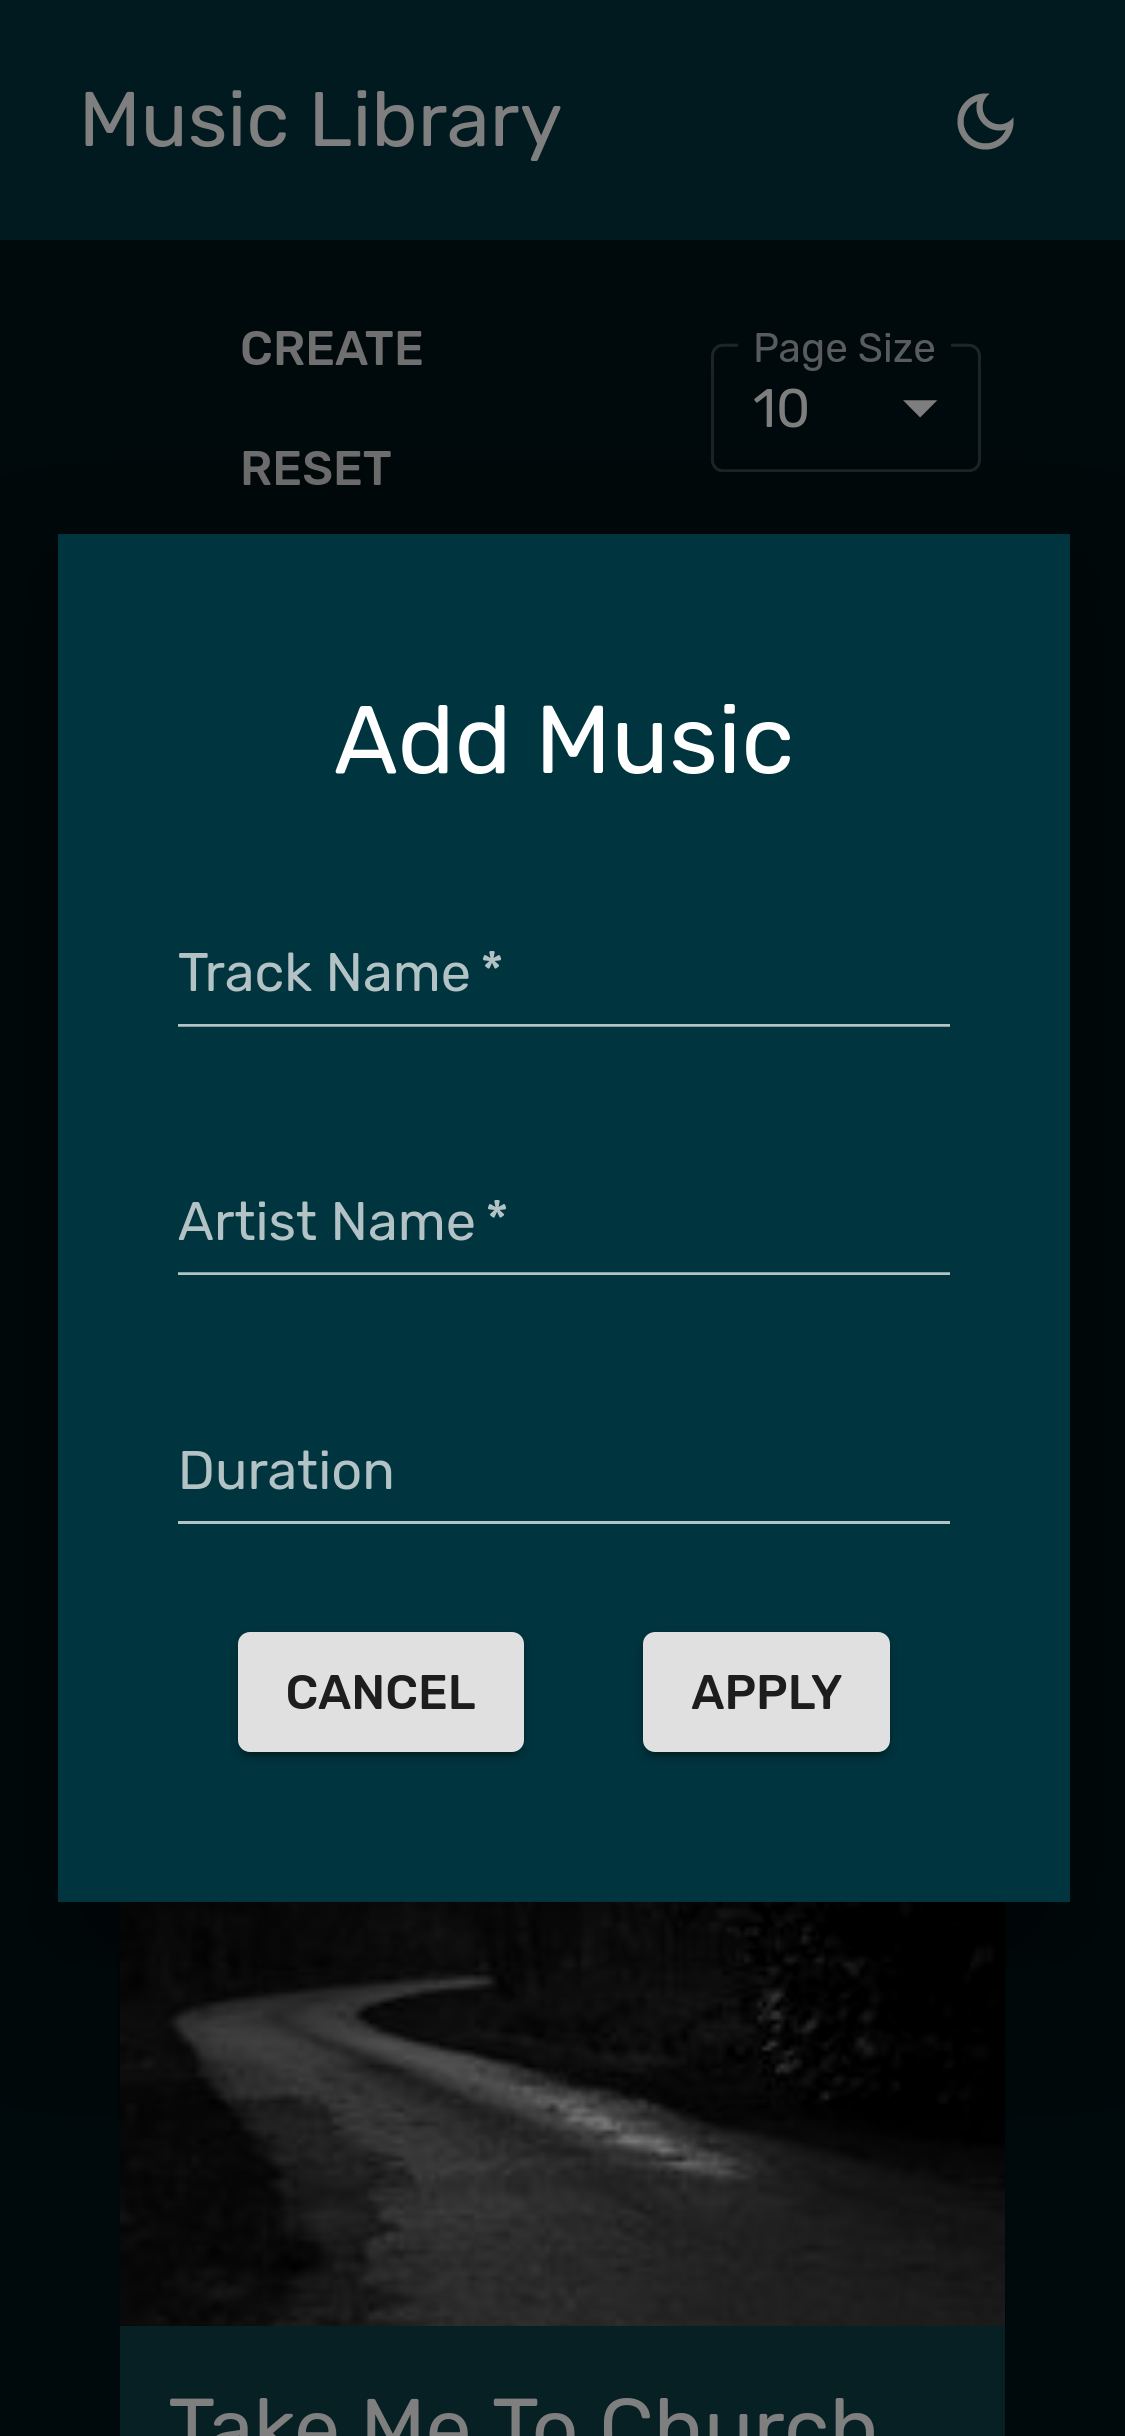 Music Library
CREATE
Page Size
10
RESET
Add Music
Track Name *
Artist Name *
Duration
CANCEL
APPLY
Take Me To Church